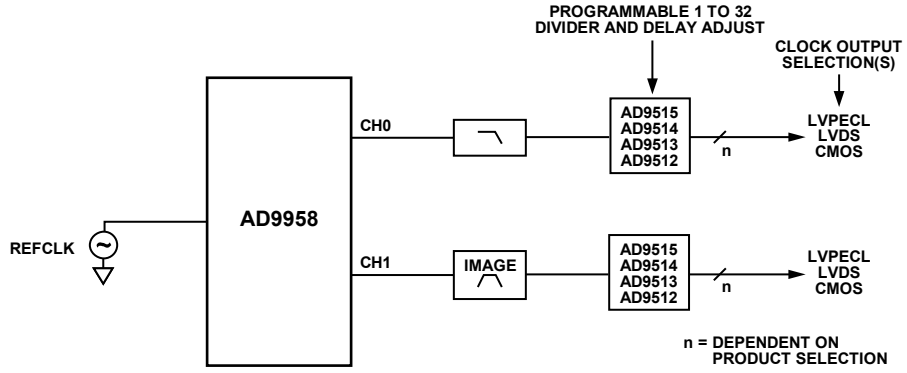 PROGRAMMABLE 1 TO 32
DIVIDER AND DELAY ADJUST
CLOCK OUTPUT
SELECTION(S)
CH0
AD9515
AD9514
AD9513
AD9512
n
LVPECL
LVDS
CMOS
AD9958
REFCLK
CH1
IMAGE
AD9515
AD9514
AD9513
AD9512
n
LVPECL
LVDS
CMOS
n = DEPENDENT ON
PRODUCT SELECTION